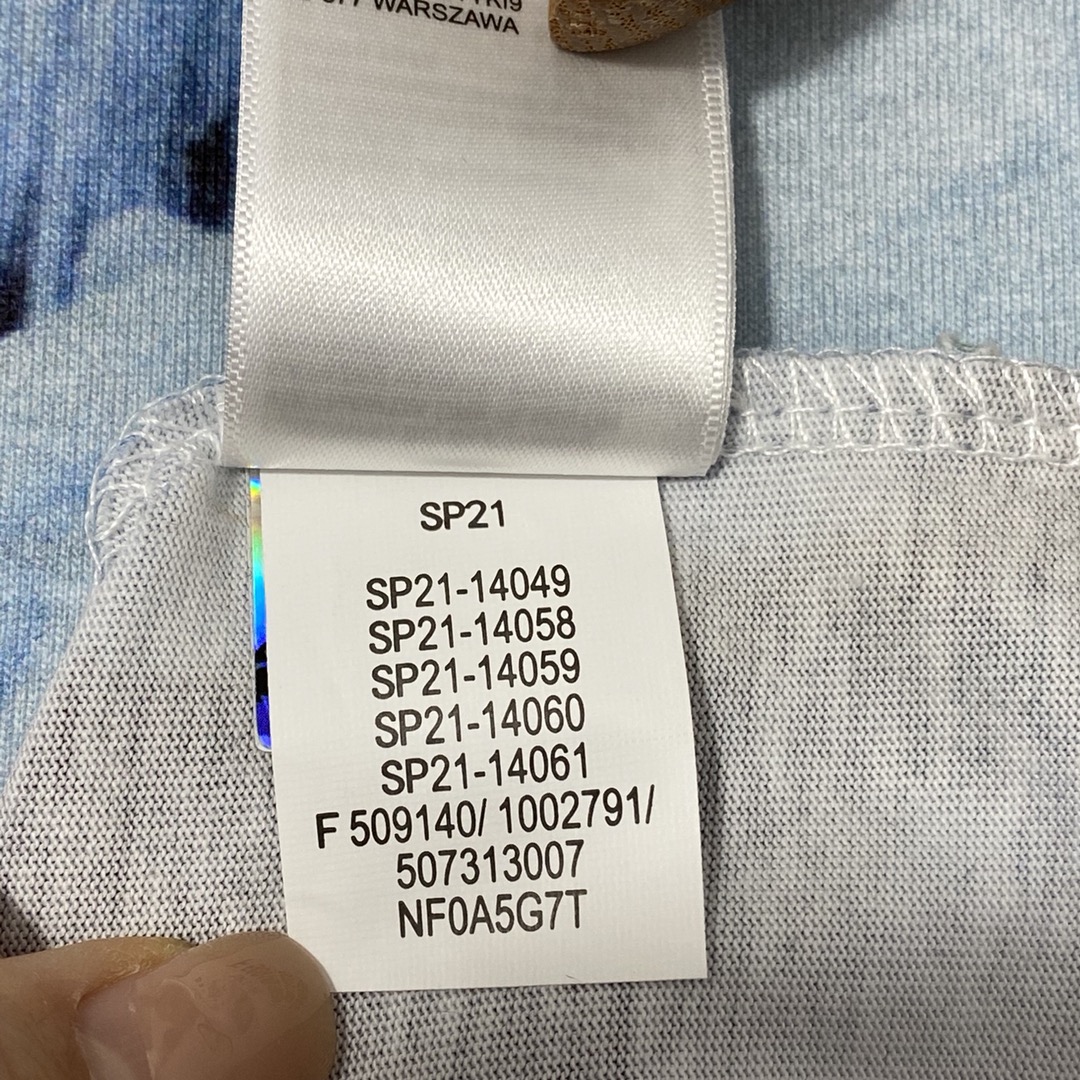 WARSZAWA
SP21
SP21-14049
SP21-14058
SP21-14059
SP21-14060
SP21-14061
F 509140/ 1002791/
507313007
NF0A5G7T